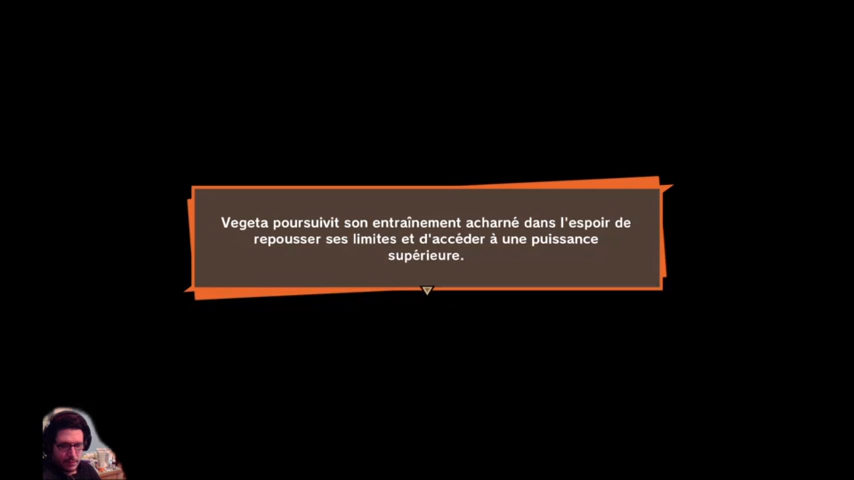 Vegeta poursuivit son entraînement acharné dans l'espoir de
repousser ses limites et d'accéder à une puissance
supérieure.